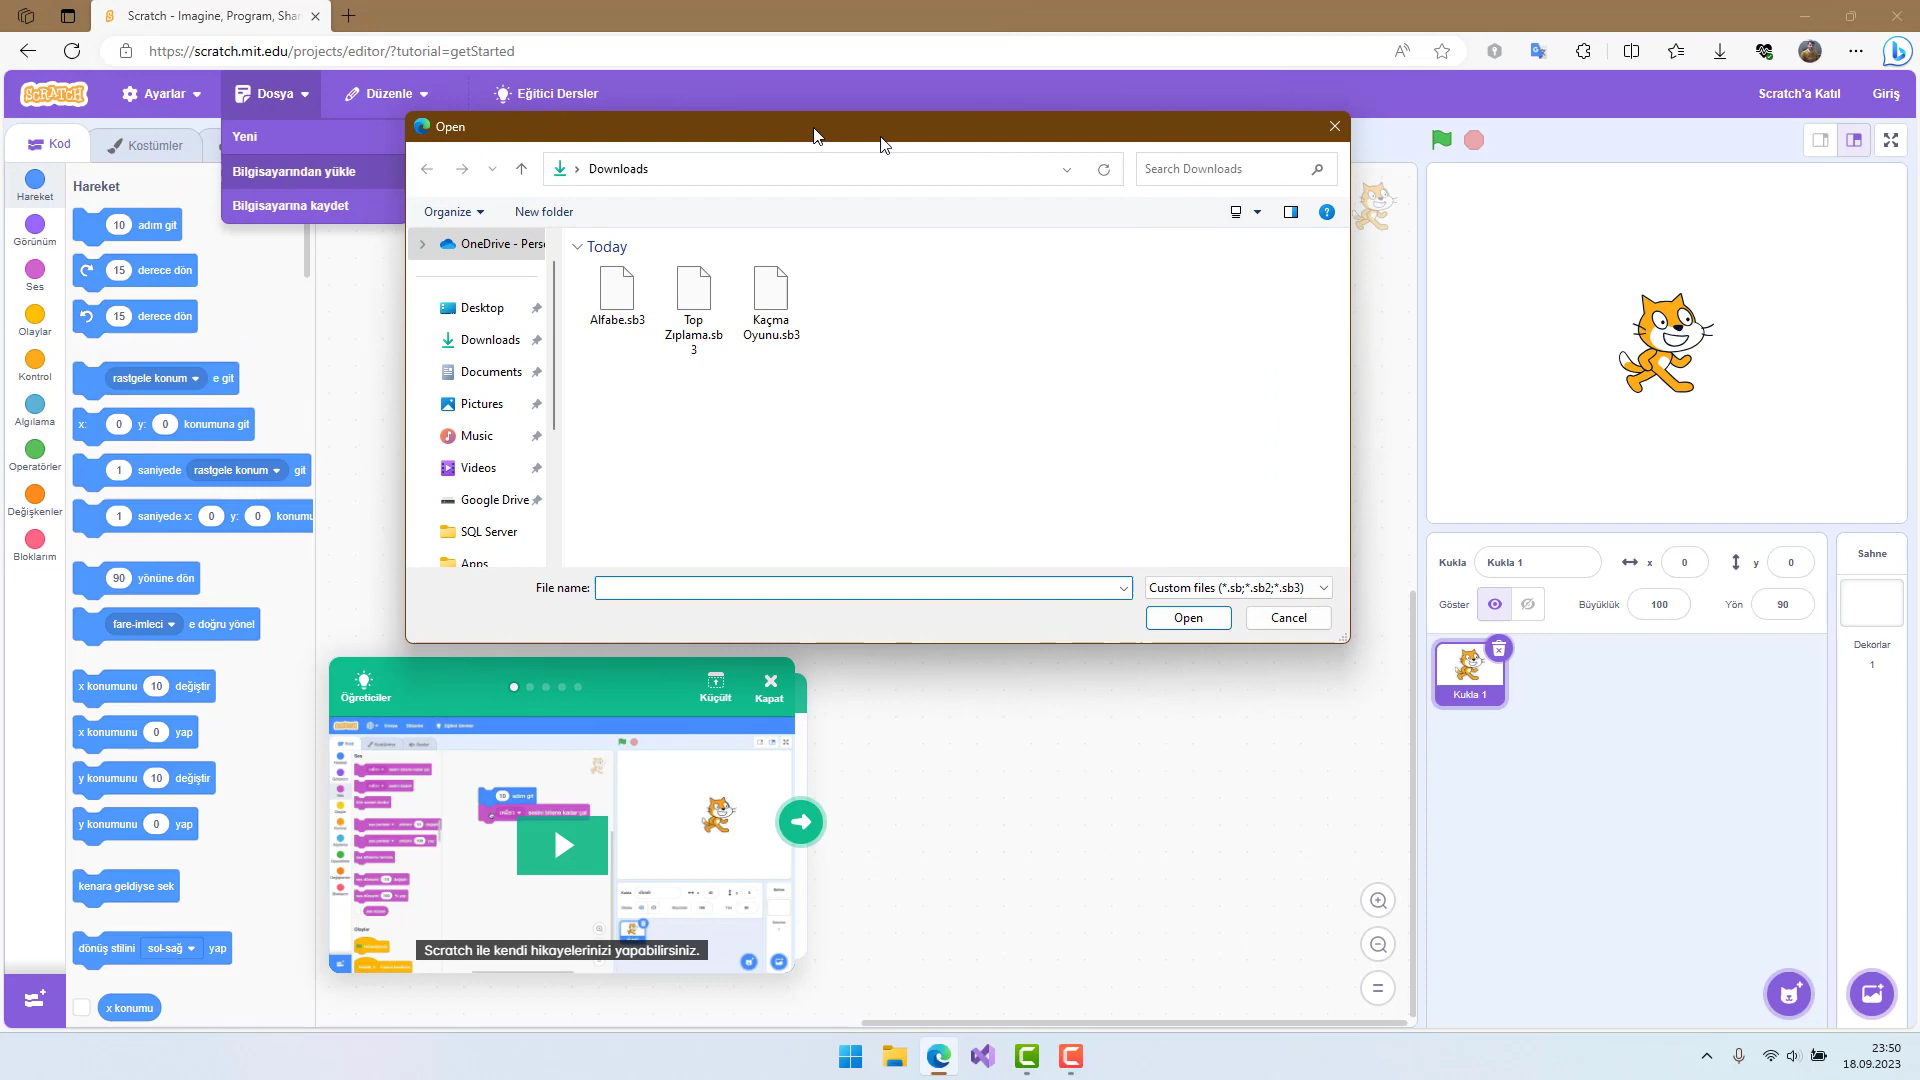 Scratch - Imagine, Program, Shar
https://scratch.mit.edu/projects/editor/?tutorial=getStarted
SCRATCH
Ayarlar
Dosya
Düzenle
Eğitici Dersler
Scratch'a Katıl
Giriş
Kod
Kostümler
Yeni
Bilgisayarından yükle
Bilgisayarına kaydet
Open
Downloads
Search Downloads
Organize
New folder
OneDrive - Perso
Desktop
Downloads
Documents
Pictures
Music
Videos
Google Drive
SQL Server
Apps
Today
Alfabe.sb3
Top
Zıplama.sb
3
Kaçma
Oyunu.sb3
File name:
Custom files (*.sb;*.sb2;*.sb3)
Open
Cancel
Hareket
Görünüm
Ses
Olaylar
Kontrol
Algılama
Operatörler
Değişkenler
Bloklarım
Hareket
10 adım git
15 derece dön
15 derece dön
rastgele konum e git
x: 0 y: 0 konumuna git
1 saniyede rastgele konum git
1 saniyede x: 0 y: 0 konumu
90 yönüne dön
fare-imleci e doğru yönel
x konumunu 10 değiştir
x konumunu 0 yap
y konumunu 10 değiştir
y konumunu 0 yap
kenara geldiyse sek
dönüş stilini sol-sağ yap
x konumu
Öğreticiler
Küçült
Kapat
10 adım git
Scratch ile kendi hikayelerinizi yapabilirsiniz.
Kukla
Kukla 1
x 0
y 0
Göster
Büyüklük 100
Yön 90
Kukla 1
Sahne
Dekorlar
1
23:50
18.09.2023